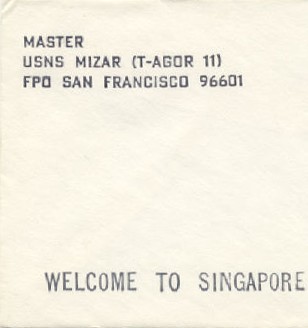 MASTER
USNS MIZAR (T-AGOR 11)
FPO SAN FRANCISCO 96601
WELCOME TO SINGAPORE